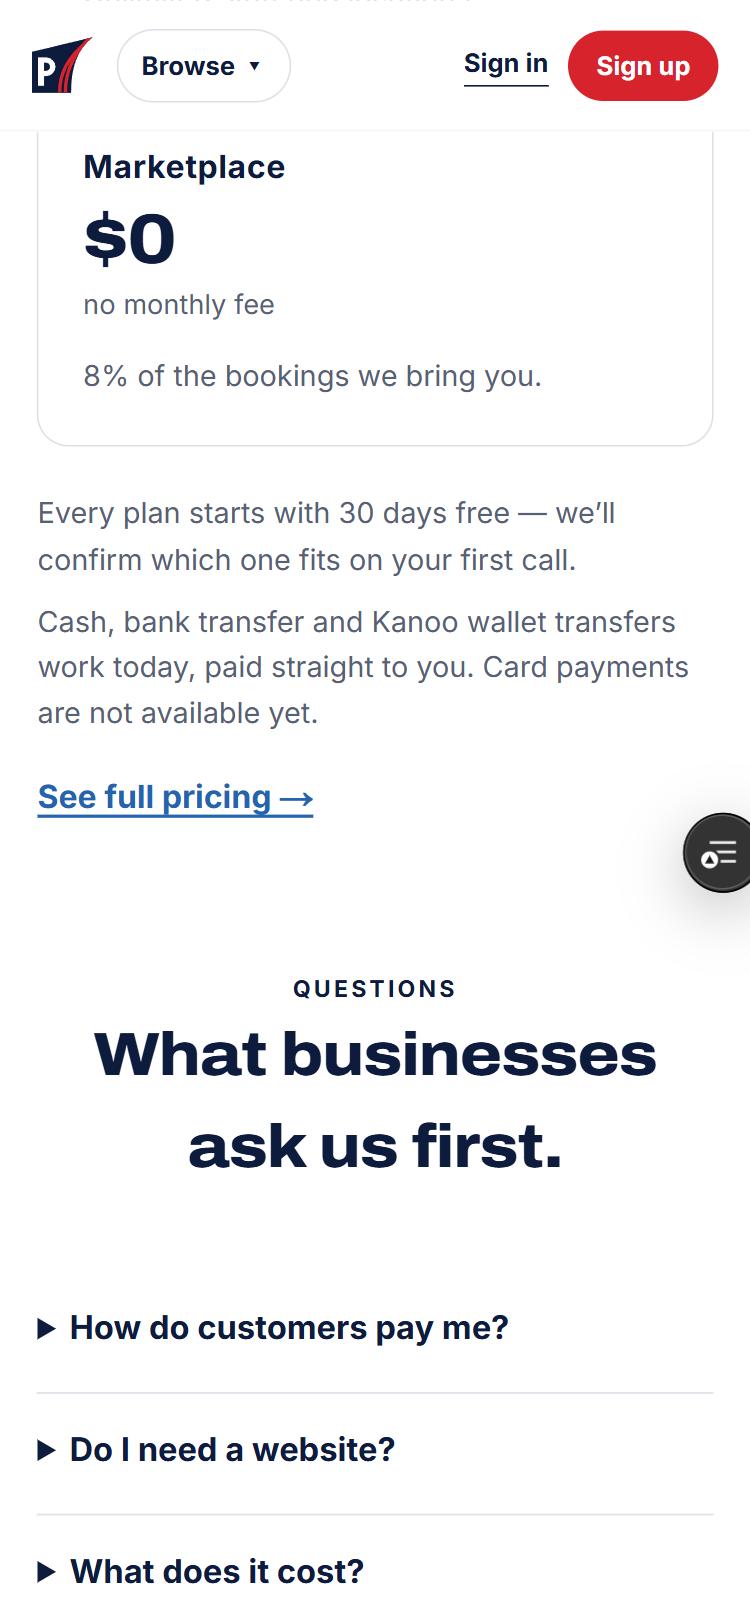 P
Browse ▼
Sign in
Sign up
Marketplace
$0
no monthly fee
8% of the bookings we bring you.
Every plan starts with 30 days free — we’ll
confirm which one fits on your first call.
Cash, bank transfer and Kanoo wallet transfers
work today, paid straight to you. Card payments
are not available yet.
See full pricing →
QUESTIONS
What businesses
ask us first.
▶ How do customers pay me?
▶ Do I need a website?
▶ What does it cost?